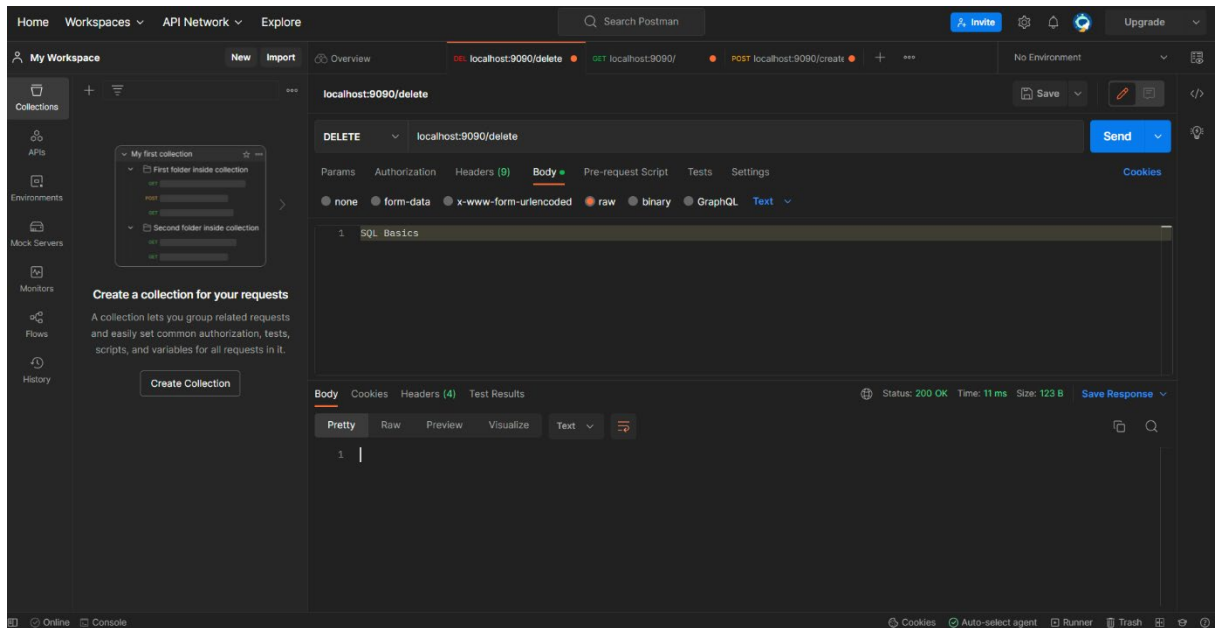 Home Workspaces API Network Explore Search Postman Invite Upgrade
My Workspace New Import Overview DEL localhost:9090/delete GET localhost:9090/ POST localhost:9090/create No Environment
Collections
APIs
Environments
Mock Servers
Monitors
Flows
History
My first collection
First folder inside collection
GET
POST
GET
Second folder inside collection
GET
GET
Create a collection for your requests
A collection lets you group related requests
and easily set common authorization, tests,
scripts, and variables for all requests in it.
Create Collection
localhost:9090/delete Save
DELETE localhost:9090/delete Send
Params Authorization Headers (9) Body Pre-request Script Tests Settings Cookies
none form-data x-www-form-urlencoded raw binary GraphQL Text
1 SQL Basics
Body Cookies Headers (4) Test Results Status: 200 OK Time: 11 ms Size: 123 B Save Response
Pretty Raw Preview Visualize Text
1
Online Console Cookies Auto-select agent Runner Trash